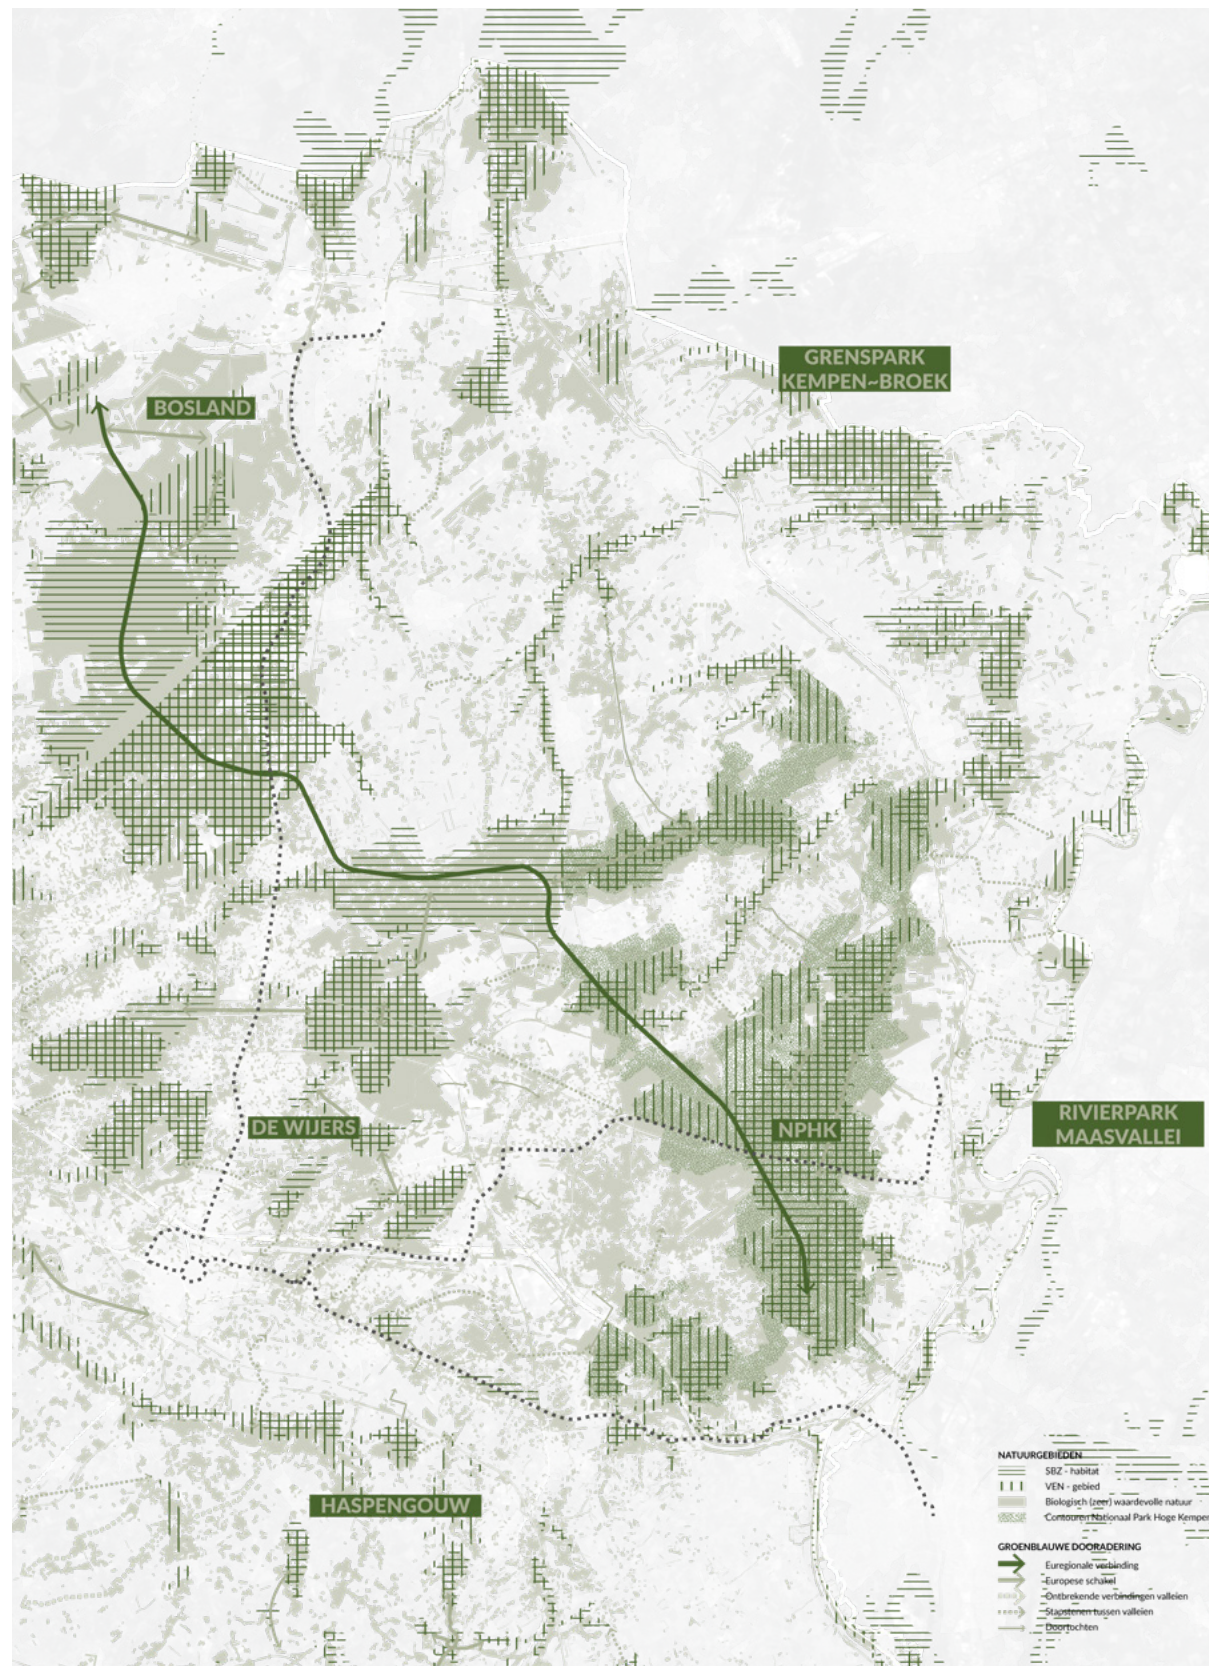 GRENSPARK
KEMPEN~BROEK
BOSLAND
DE WIJERS
NPHK
RIVIERPARK
MAASVALLEI
HASPENGOUW
NATUURGEBIEDEN
SBZ - habitat
VEN - gebied
Biologisch (zeer) waardevolle natuur
Contouren Nationaal Park Hoge Kempen
GROENBLAUWE DOORADERING
Euregionale verbinding
Europese schakel
Ontbrekende verbindingen valleien
Stapstenen tussen valleien
Doortochten